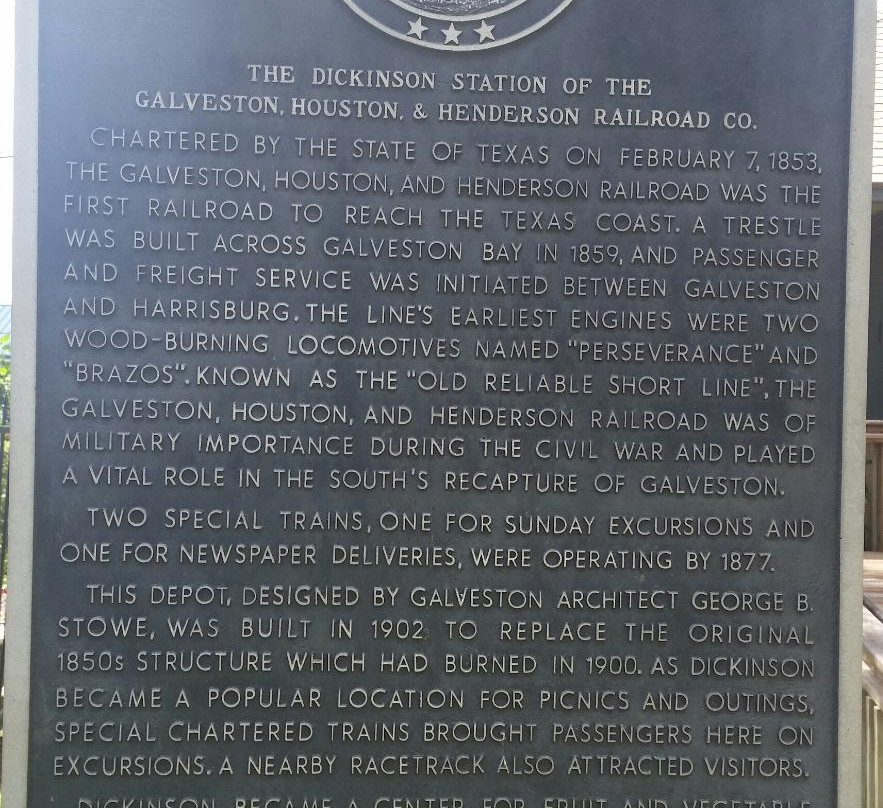 THE DICKINSON STATION OF THE
GALVESTON, HOUSTON, & HENDERSON RAILROAD CO.
CHARTERED BY THE STATE OF TEXAS ON FEBRUARY 7, 1853,
THE GALVESTON, HOUSTON, AND HENDERSON RAILROAD WAS THE
FIRST RAILROAD TO REACH THE TEXAS COAST. A TRESTLE
WAS BUILT ACROSS GALVESTON BAY IN 1859, AND PASSENGER
AND FREIGHT SERVICE WAS INITIATED BETWEEN GALVESTON
AND HARRISBURG. THE LINE'S EARLIEST ENGINES WERE TWO
WOOD-BURNING LOCOMOTIVES NAMED "PERSEVERANCE" AND
"BRAZOS". KNOWN AS THE "OLD RELIABLE SHORT LINE", THE
GALVESTON, HOUSTON, AND HENDERSON RAILROAD WAS OF
MILITARY IMPORTANCE DURING THE CIVIL WAR AND PLAYED
A VITAL ROLE IN THE SOUTH'S RECAPTURE OF GALVESTON.
TWO SPECIAL TRAINS, ONE FOR SUNDAY EXCURSIONS AND
ONE FOR NEWSPAPER DELIVERIES, WERE OPERATING BY 1877.
THIS DEPOT, DESIGNED BY GALVESTON ARCHITECT GEORGE B.
STOWE, WAS BUILT IN 1902 TO REPLACE THE ORIGINAL
1850s STRUCTURE WHICH HAD BURNED IN 1900. AS DICKINSON
BECAME A POPULAR LOCATION FOR PICNICS AND OUTINGS,
SPECIAL CHARTERED TRAINS BROUGHT PASSENGERS HERE ON
EXCURSIONS. A NEARBY RACETRACK ALSO ATTRACTED VISITORS.
DICKINSON BECAME A CENTER FOR FRUIT AND VEGETABLE